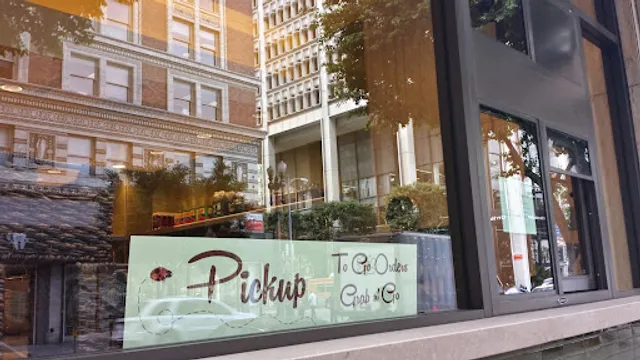 Pickup
To Go Orders
Grab n' Go